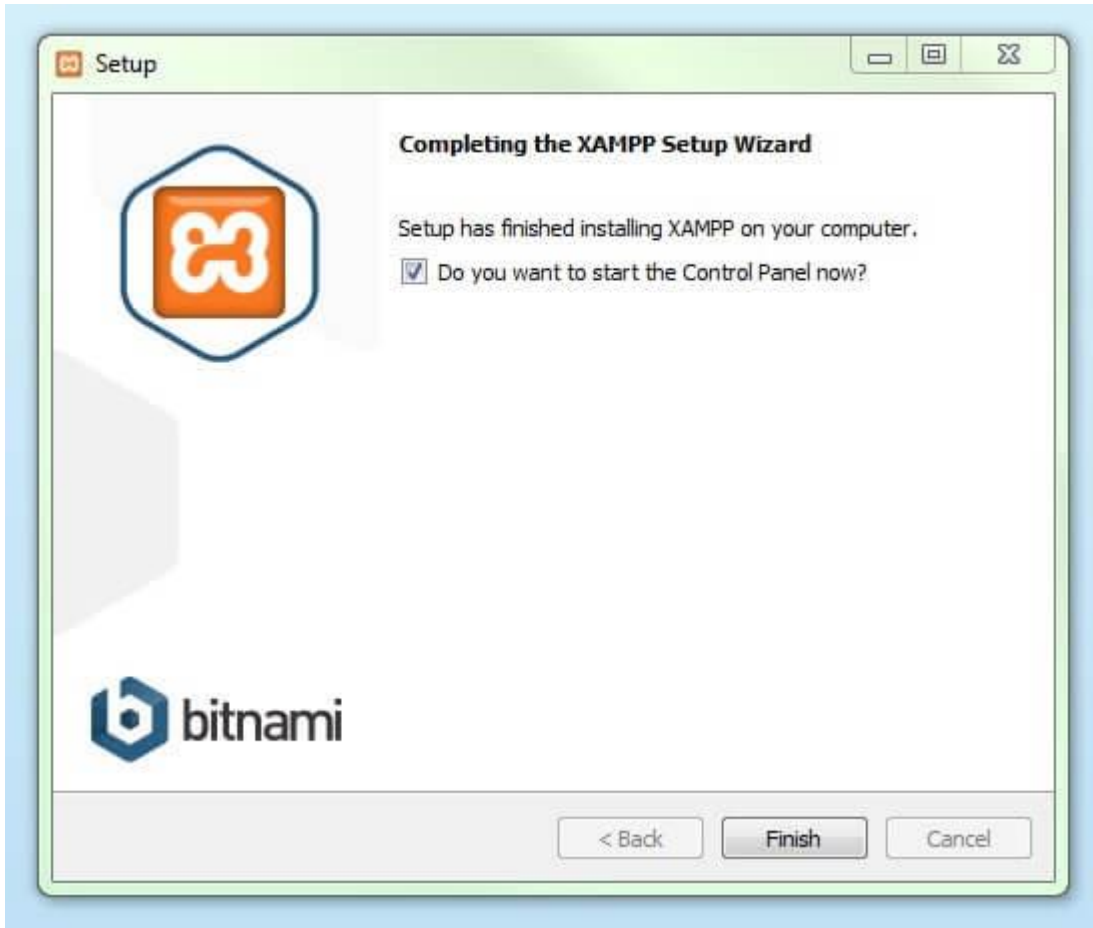 Setup
Completing the XAMPP Setup Wizard
Setup has finished installing XAMPP on your computer.
Do you want to start the Control Panel now?
bitnami
< Back
Finish
Cancel